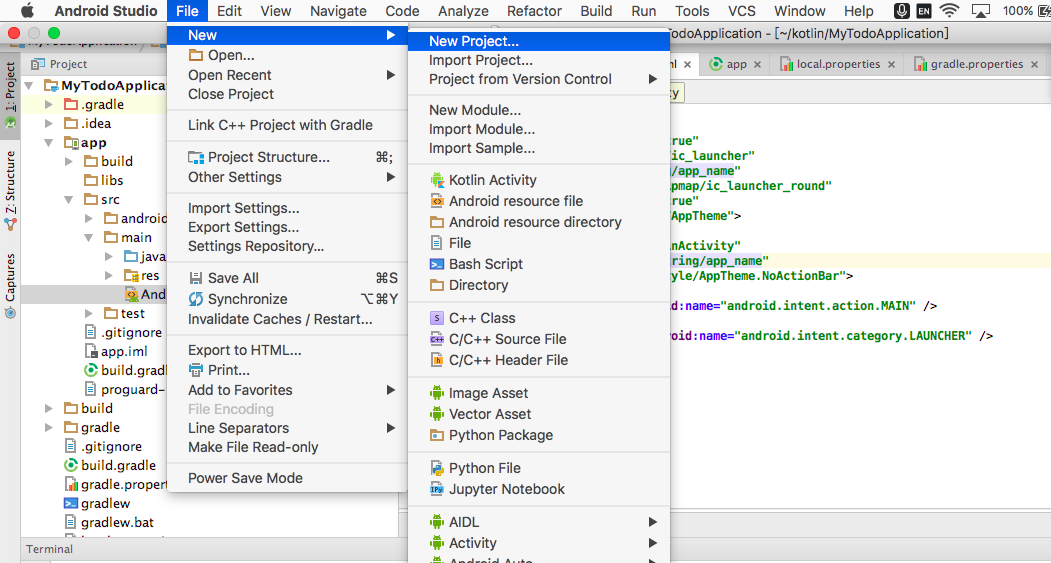 Android Studio File Edit View Navigate Code Analyze Refactor Build Run Tools VCS Window Help EN 100%
TodoApplication - [~/kotlin/MyTodoApplication]
1: Project
Z: Structure
Captures
Project
MyTodoApplica
.gradle
.idea
app
build
libs
src
android
main
java
res
And
test
.gitignore
app.iml
build.grad
proguard-
build
gradle
.gitignore
build.gradle
gradle.propert
gradlew
gradlew.bat
Terminal
New
Open...
Open Recent
Close Project
Link C++ Project with Gradle
Project Structure... ⌘;
Other Settings
Import Settings...
Export Settings...
Settings Repository...
Save All ⌘S
Synchronize ⌥⌘Y
Invalidate Caches / Restart...
Export to HTML...
Print...
Add to Favorites
File Encoding
Line Separators
Make File Read-only
Power Save Mode
New Project...
Import Project...
Project from Version Control
New Module...
Import Module...
Import Sample...
Kotlin Activity
Android resource file
Android resource directory
File
Bash Script
Directory
C++ Class
C/C++ Source File
C/C++ Header File
Image Asset
Vector Asset
Python Package
Python File
Jupyter Notebook
AIDL
Activity
Android Auto
ml app local.properties gradle.properties
ty
rue"
ic_launcher"
/app_name"
pmap/ic_launcher_round"
rue"
AppTheme">
inActivity"
ring/app_name"
yle/AppTheme.NoActionBar">
id:name="android.intent.action.MAIN" />
roid:name="android.intent.category.LAUNCHER" />